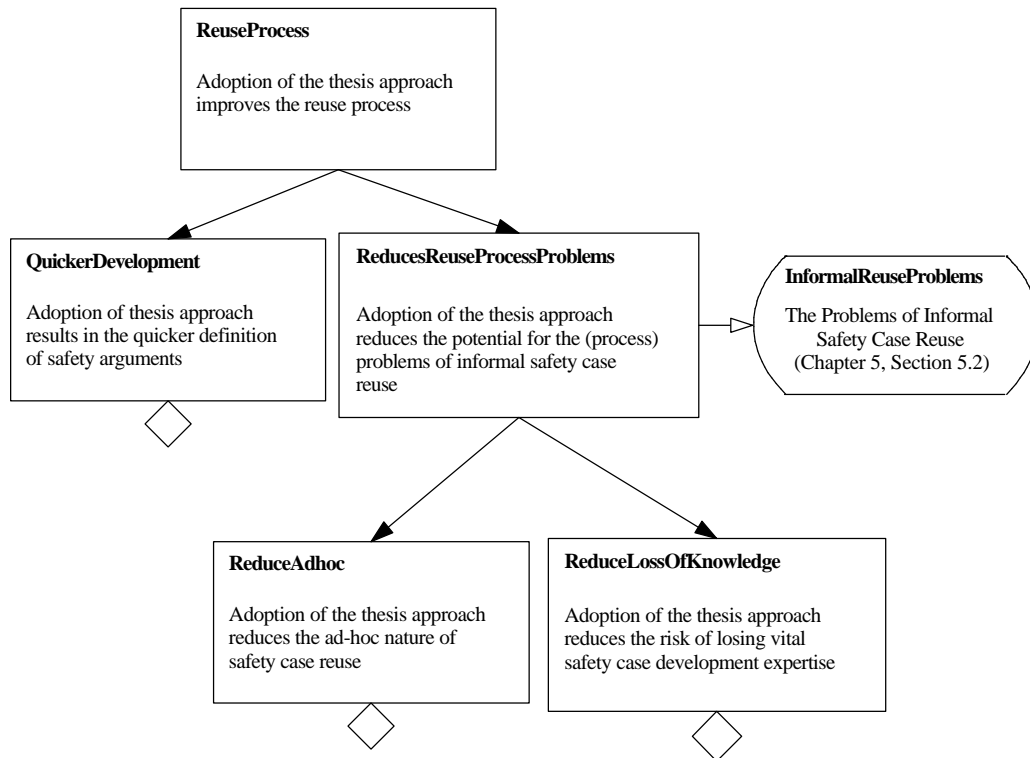 ReuseProcess
Adoption of the thesis approach
improves the reuse process
QuickerDevelopment
Adoption of thesis approach
results in the quicker definition
of safety arguments
ReducesReuseProcessProblems
Adoption of the thesis approach
reduces the potential for the (process)
problems of informal safety case
reuse
InformalReuseProblems
The Problems of Informal
Safety Case Reuse
(Chapter 5, Section 5.2)
ReduceAdhoc
Adoption of the thesis approach
reduces the ad-hoc nature of
safety case reuse
ReduceLossOfKnowledge
Adoption of the thesis approach
reduces the risk of losing vital
safety case development expertise